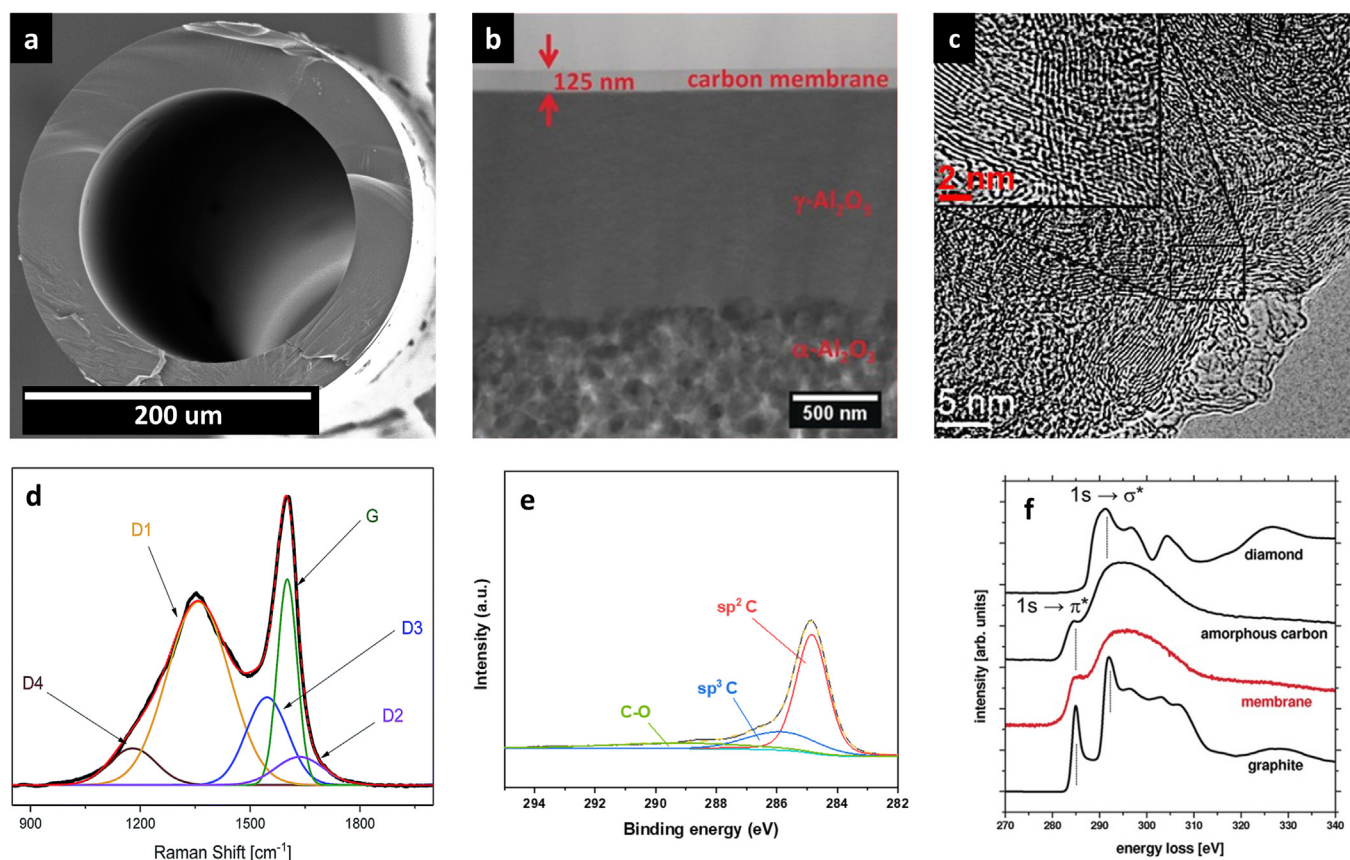 a
200 um
b
125 nm
carbon membrane
γ-Al₂O₃
α-Al₂O₃
500 nm
c
2 nm
5 nm
d
D1
G
D3
D4
D2
900 1200 1500 1800
Raman Shift [cm⁻¹]
e
Intensity (a.u.)
sp² C
sp³ C
C-O
294 292 290 288 286 284 282
Binding energy (eV)
f
1s → σ*
diamond
1s → π*
amorphous carbon
membrane
graphite
intensity [arb. units]
270 280 290 300 310 320 330 340
energy loss [eV]